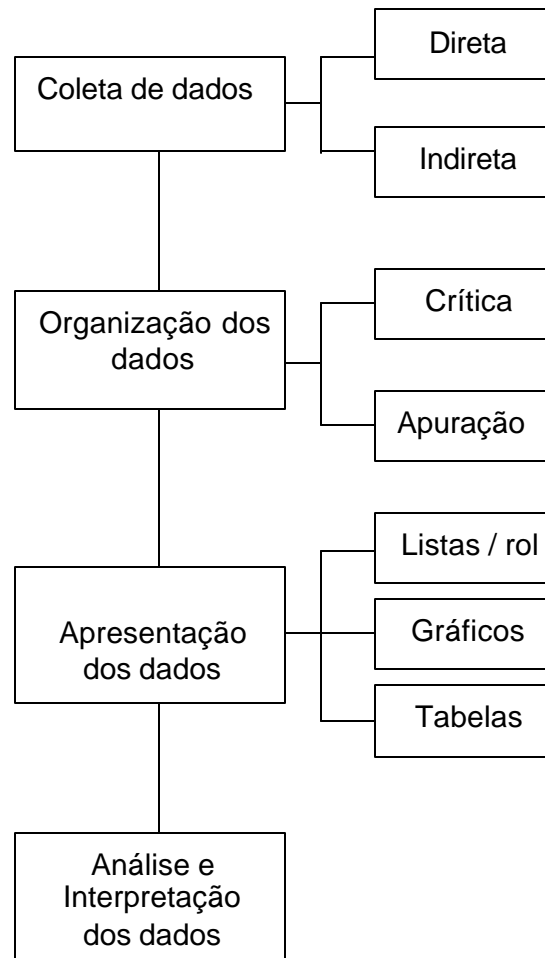 Coleta de dados
Direta
Indireta
Organização dos
dados
Crítica
Apuração
Apresentação
dos dados
Listas / rol
Gráficos
Tabelas
Análise e
Interpretação
dos dados